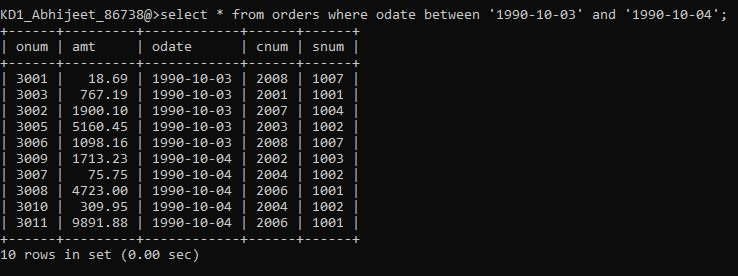 KD1_Abhijeet_86738@>select * from orders where odate between '1990-10-03' and '1990-10-04';
+------+---------+------------+------+------+
| onum | amt     | odate      | cnum | snum |
+------+---------+------------+------+------+
| 3001 |   18.69 | 1990-10-03 | 2008 | 1007 |
| 3003 |  767.19 | 1990-10-03 | 2001 | 1001 |
| 3002 | 1900.10 | 1990-10-03 | 2007 | 1004 |
| 3005 | 5160.45 | 1990-10-03 | 2003 | 1002 |
| 3006 | 1098.16 | 1990-10-03 | 2008 | 1007 |
| 3009 | 1713.23 | 1990-10-04 | 2002 | 1003 |
| 3007 |   75.75 | 1990-10-04 | 2004 | 1002 |
| 3008 | 4723.00 | 1990-10-04 | 2006 | 1001 |
| 3010 |  309.95 | 1990-10-04 | 2004 | 1002 |
| 3011 | 9891.88 | 1990-10-04 | 2006 | 1001 |
+------+---------+------------+------+------+
10 rows in set (0.00 sec)